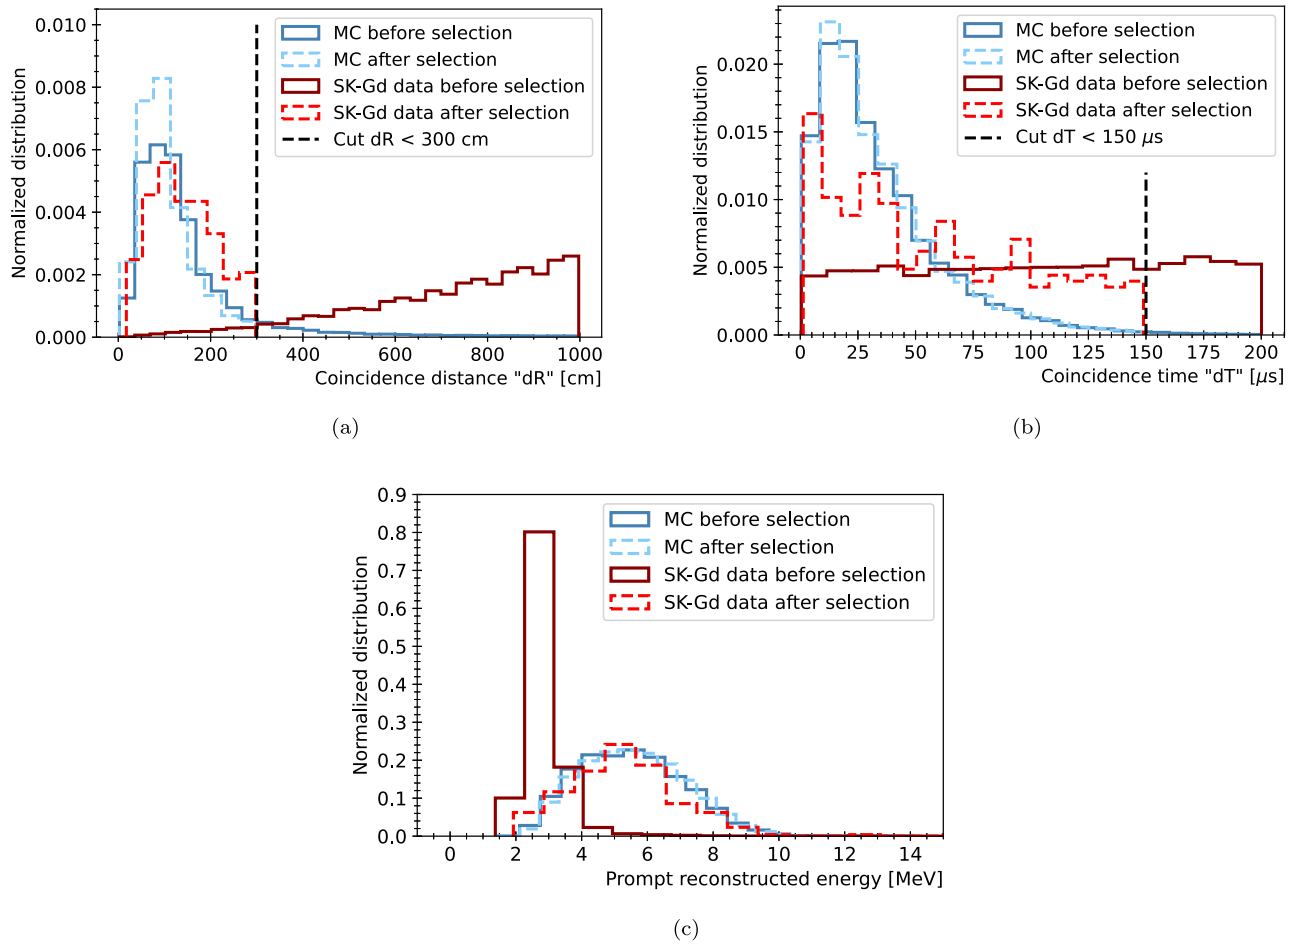 0.010
0.008
0.006
0.004
0.002
0.000
Normalized distribution
MC before selection
MC after selection
SK-Gd data before selection
SK-Gd data after selection
Cut dR < 300 cm
0 200 400 600 800 1000
Coincidence distance "dR" [cm]
(a)
0.020
0.015
0.010
0.005
0.000
Normalized distribution
MC before selection
MC after selection
SK-Gd data before selection
SK-Gd data after selection
Cut dT < 150 μs
0 25 50 75 100 125 150 175 200
Coincidence time "dT" [μs]
(b)
0.9
0.8
0.7
0.6
0.5
0.4
0.3
0.2
0.1
0.0
Normalized distribution
MC before selection
MC after selection
SK-Gd data before selection
SK-Gd data after selection
0 2 4 6 8 10 12 14
Prompt reconstructed energy [MeV]
(c)